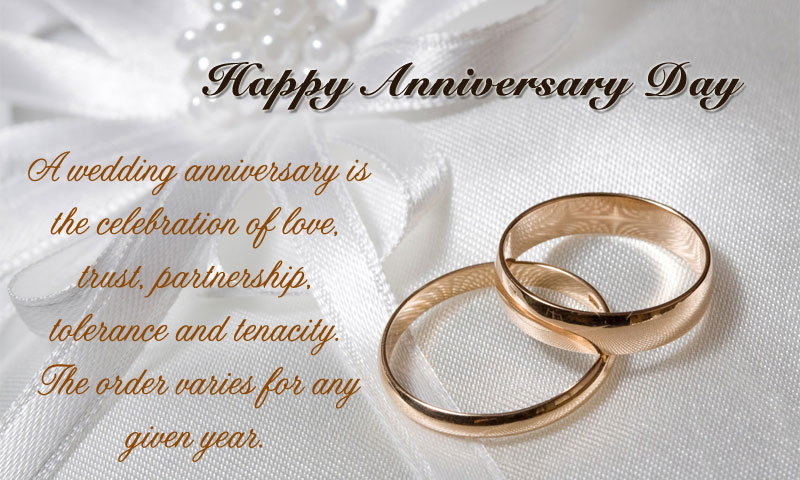 Happy Anniversary Day
A wedding anniversary is
the celebration of love,
trust, partnership,
tolerance and tenacity.
The order varies for any
given year.